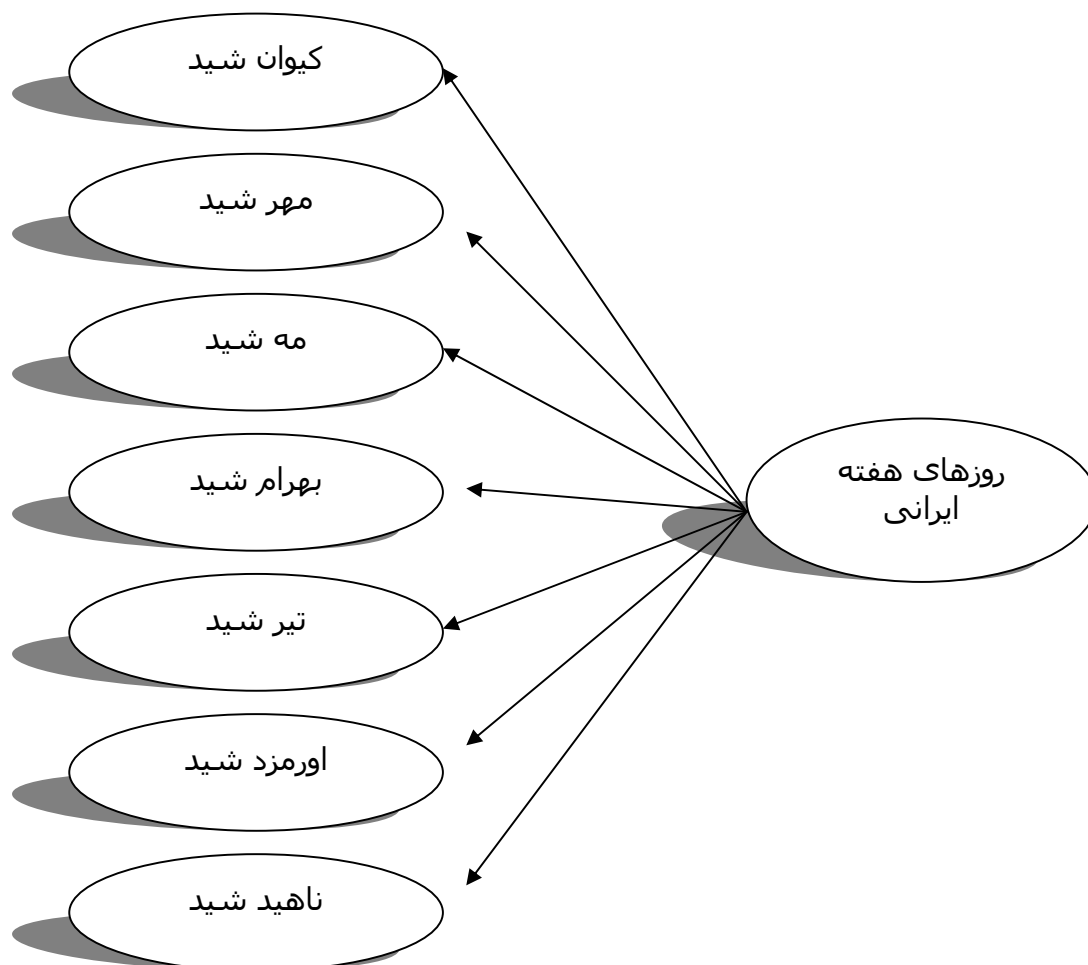 کیوان شید
مهر شید
مه شید
بهرام شید
تیر شید
اورمزد شید
ناهید شید
روزهای هفته
ایرانی